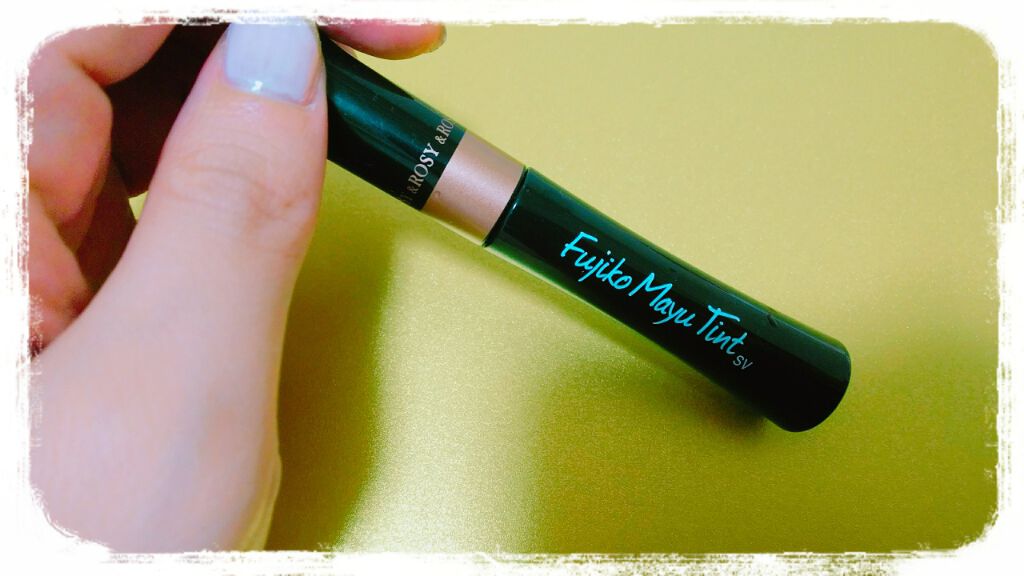 &ROSY &RO
Fujiko Mayu Tint
SV